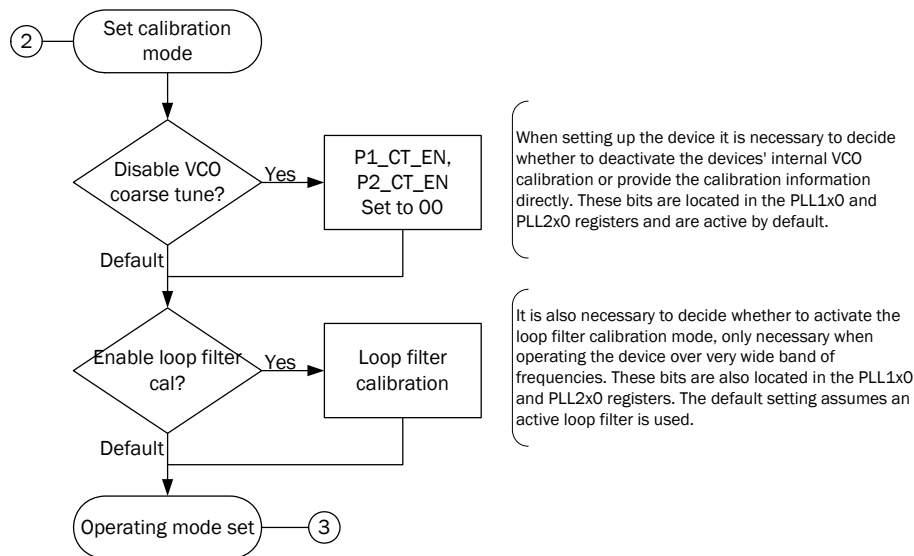 2
Set calibration
mode
Disable VCO
coarse tune?
Yes
P1_CT_EN,
P2_CT_EN
Set to 00
When setting up the device it is necessary to decide
whether to deactivate the devices' internal VCO
calibration or provide the calibration information
directly. These bits are located in the PLL1x0 and
PLL2x0 registers and are active by default.
Default
Enable loop filter
cal?
Yes
Loop filter
calibration
It is also necessary to decide whether to activate the
loop filter calibration mode, only necessary when
operating the device over very wide band of
frequencies. These bits are also located in the PLL1x0
and PLL2x0 registers. The default setting assumes an
active loop filter is used.
Default
Operating mode set
3